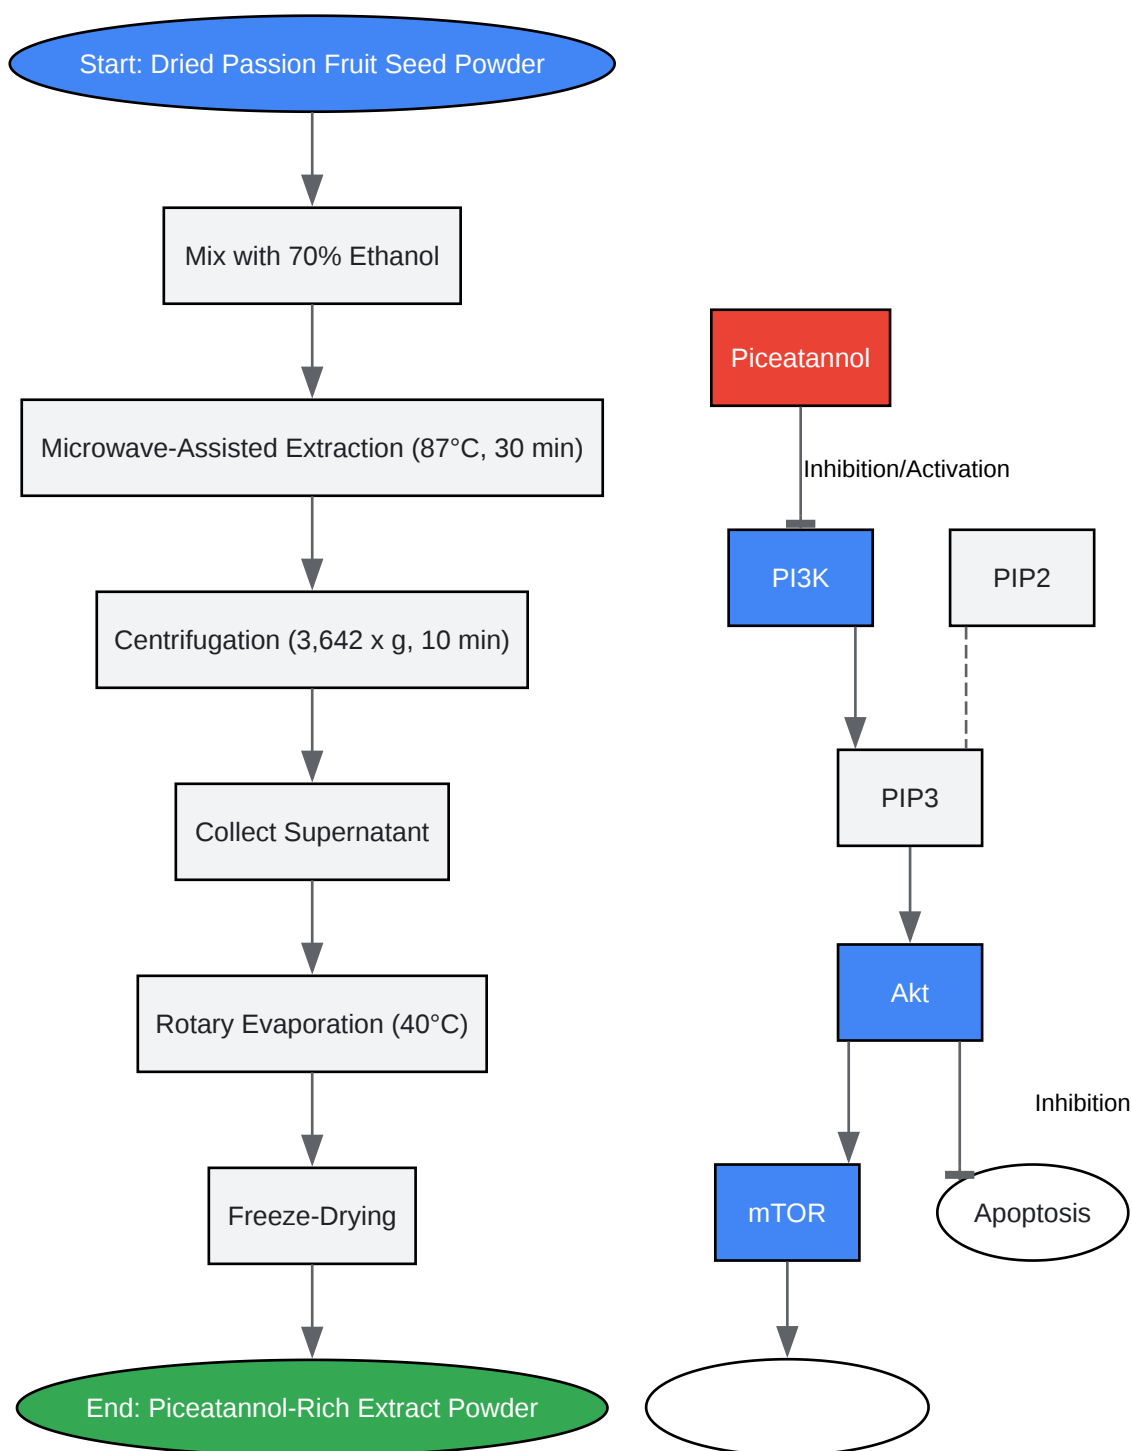 Start: Dried Passion Fruit Seed Powder
Mix with 70% Ethanol
Microwave-Assisted Extraction (87°C, 30 min)
Centrifugation (3,642 x g, 10 min)
Collect Supernatant
Rotary Evaporation (40°C)
Freeze-Drying
End: Piceatannol-Rich Extract Powder
Piceatannol
Inhibition/Activation
PI3K
PIP2
PIP3
Akt
Inhibition
mTOR
Apoptosis